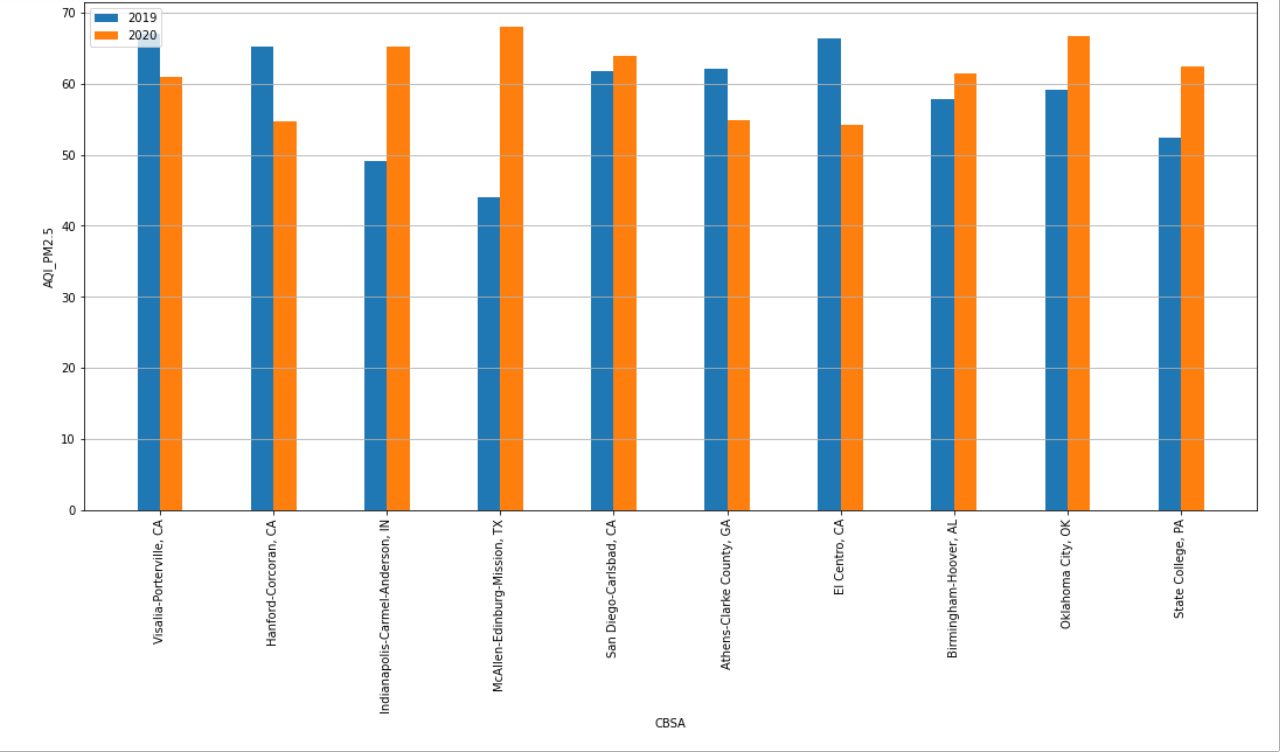 70
60
50
40
30
20
10
0
AQI_PM2.5
2019
2020
Visalia-Porterville, CA
Hanford-Corcoran, CA
Indianapolis-Carmel-Anderson, IN
McAllen-Edinburg-Mission, TX
San Diego-Carlsbad, CA
Athens-Clarke County, GA
El Centro, CA
Birmingham-Hoover, AL
Oklahoma City, OK
State College, PA
CBSA